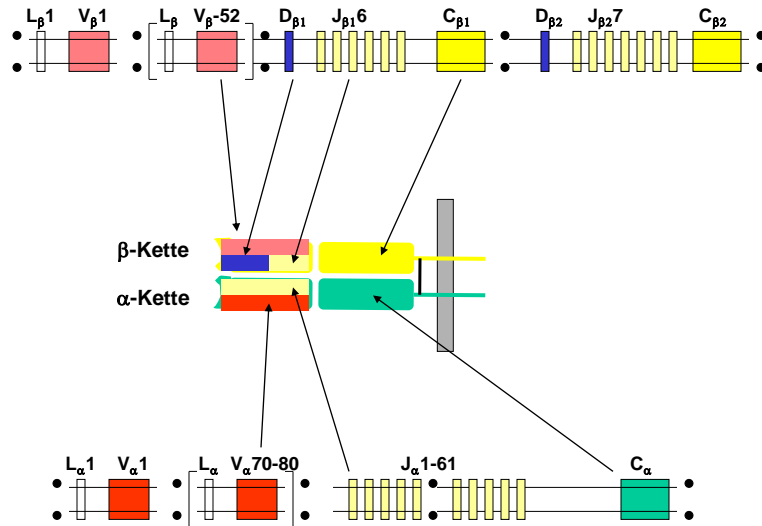 Lβ1 Vβ1 Lβ Vβ-52 Dβ1 Jβ16 Cβ1 Dβ2 Jβ27 Cβ2
β-Kette
α-Kette
Lα1 Vα1 Lα Vα70-80 Jα1-61 Cα